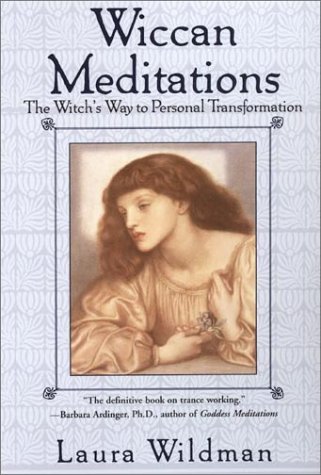 Wiccan
Meditations
The Witch's Way to Personal Transformation
"The definitive book on trance working."
—Barbara Ardinger, Ph.D., author of Goddess Meditations
Laura Wildman